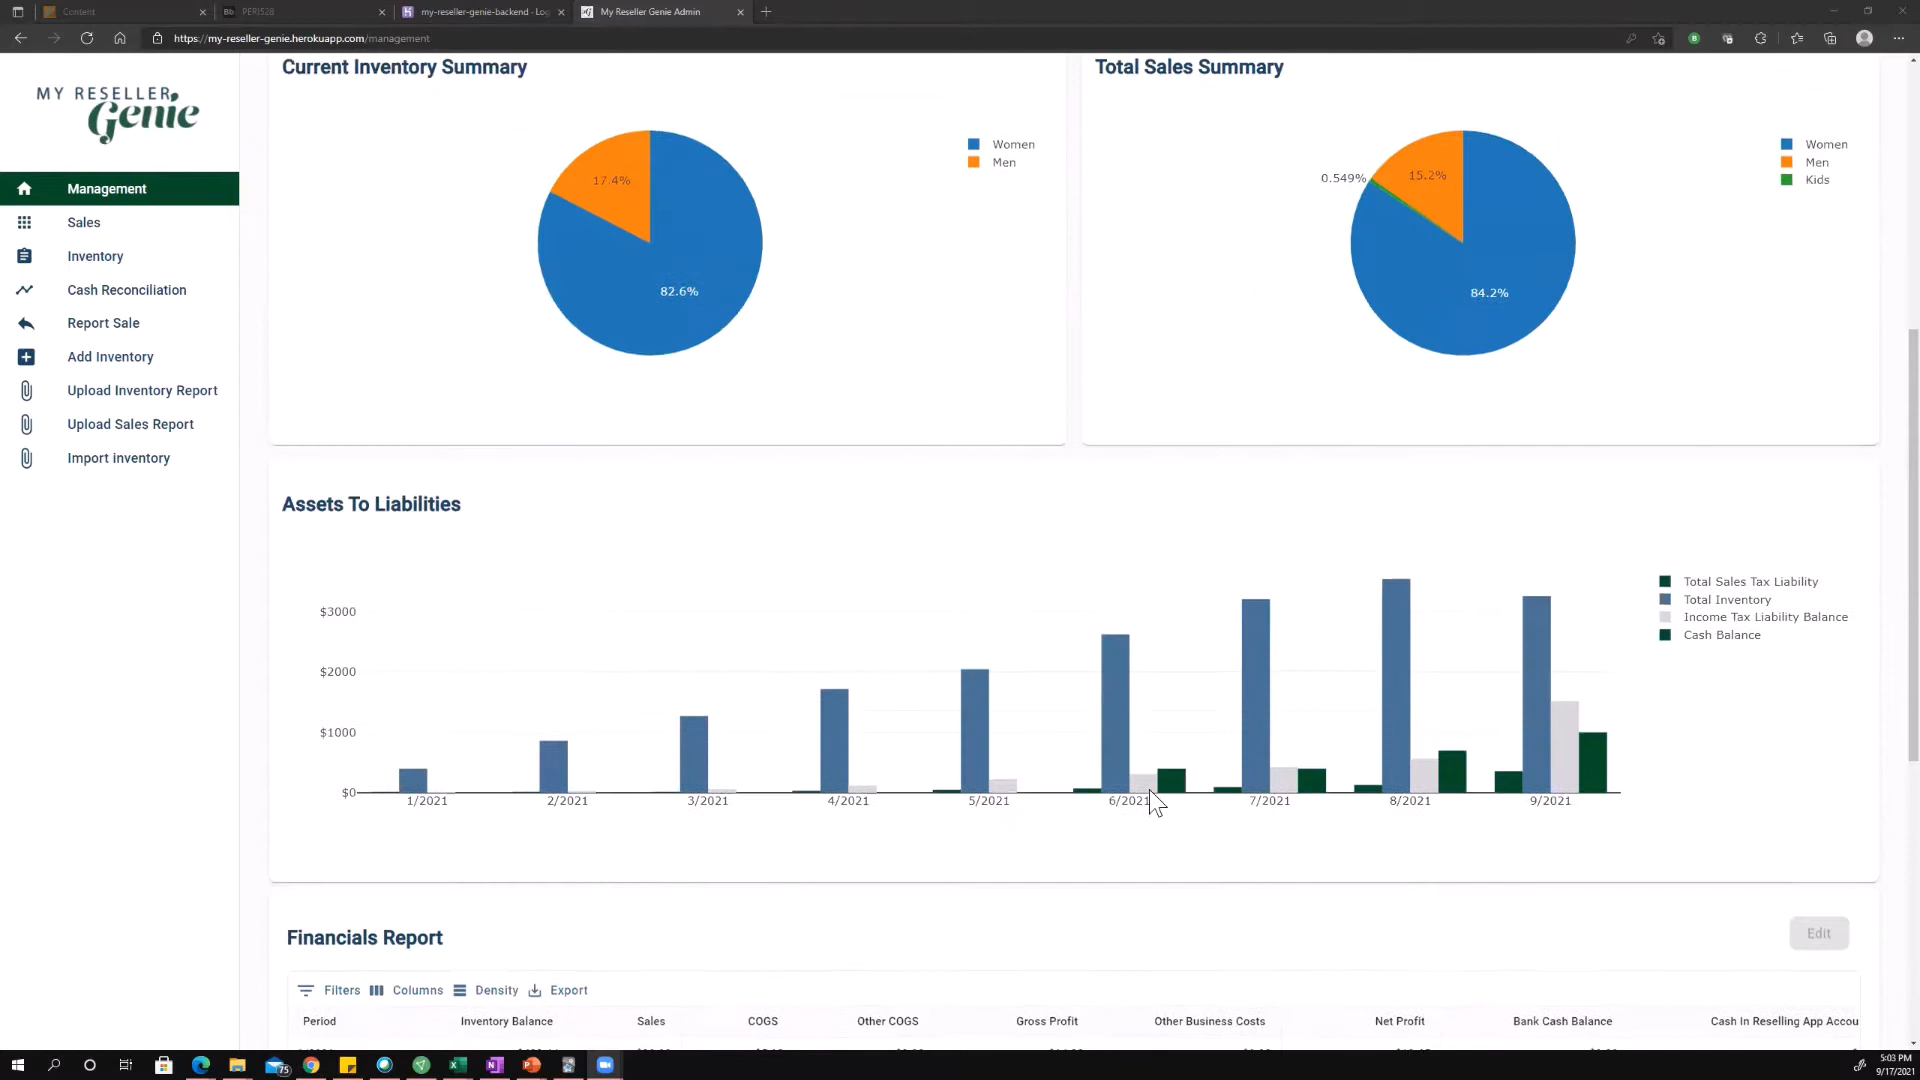 Content
PERI528
my-reseller-genie-backend - Log
My Reseller Genie Admin
https://my-reseller-genie.herokuapp.com/management
MY RESELLER
Genie
Management
Sales
Inventory
Cash Reconciliation
Report Sale
Add Inventory
Upload Inventory Report
Upload Sales Report
Import inventory
Current Inventory Summary
17.4%
82.6%
Women
Men
Total Sales Summary
0.549%
15.2%
84.2%
Women
Men
Kids
Assets To Liabilities
$3000
$2000
$1000
$0
1/2021
2/2021
3/2021
4/2021
5/2021
6/2021
7/2021
8/2021
9/2021
Total Sales Tax Liability
Total Inventory
Income Tax Liability Balance
Cash Balance
Financials Report
Edit
Filters
Columns
Density
Export
Period
Inventory Balance
Sales
COGS
Other COGS
Gross Profit
Other Business Costs
Net Profit
Bank Cash Balance
Cash In Reselling App Accou
75
5:03 PM
9/17/2021